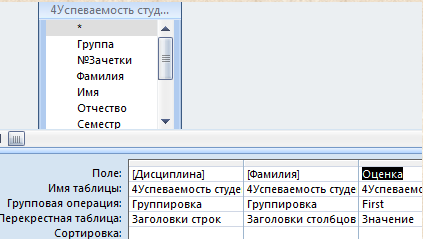 4Успеваемость студ...
*
Группа
№Зачетки
Фамилия
Имя
Отчество
Семестр
Поле: [Дисциплина] [Фамилия] Оценка
Имя таблицы: 4Успеваемость студе 4Успеваемость студе 4Успеваемо
Групповая операция: Группировка Группировка First
Перекрестная таблица: Заголовки строк Заголовки столбцов Значение
Сортировка: